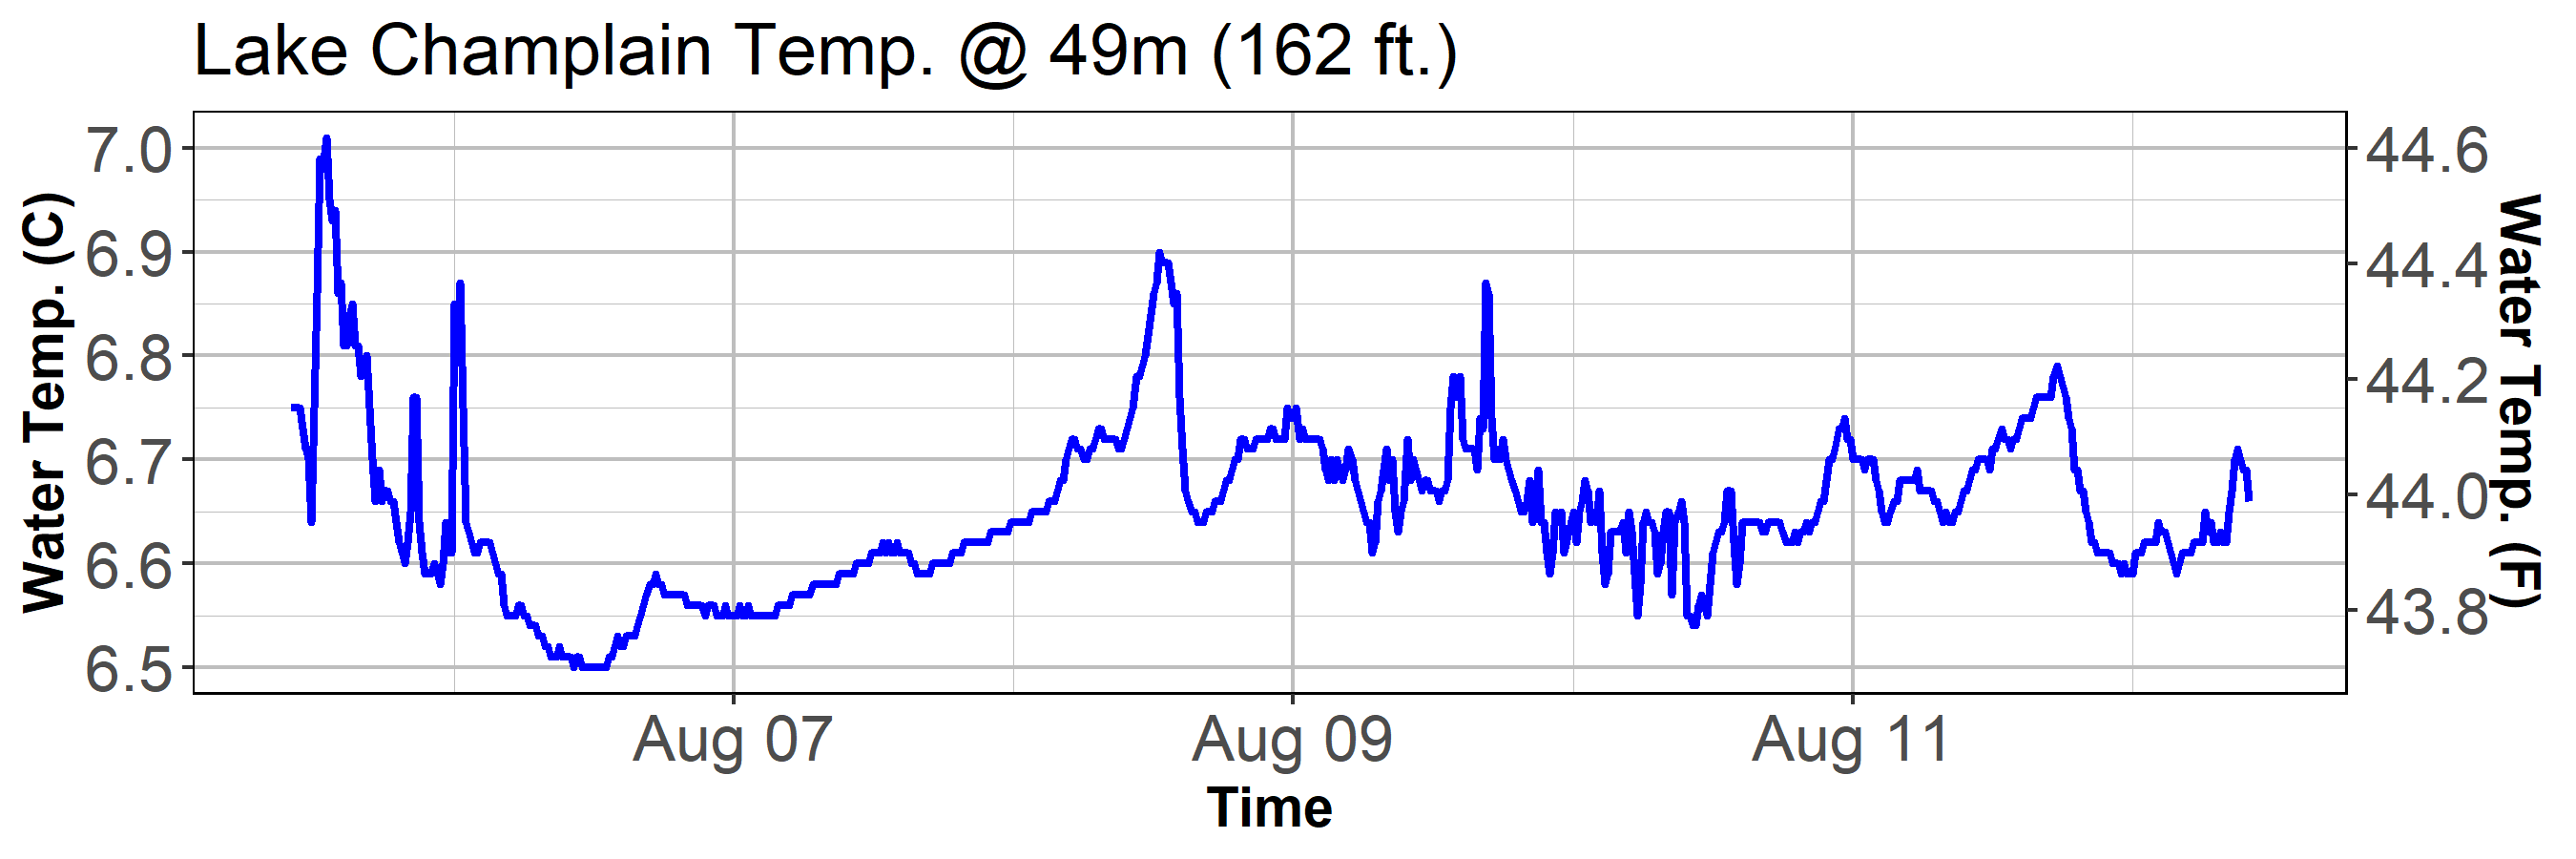 Lake Champlain Temp. @ 49m (162 ft.)
Water Temp. (C)
7.0
6.9
6.8
6.7
6.6
6.5
44.6
44.4
44.2
44.0
43.8
Water Temp. (F)
Aug 07 Aug 09 Aug 11
Time